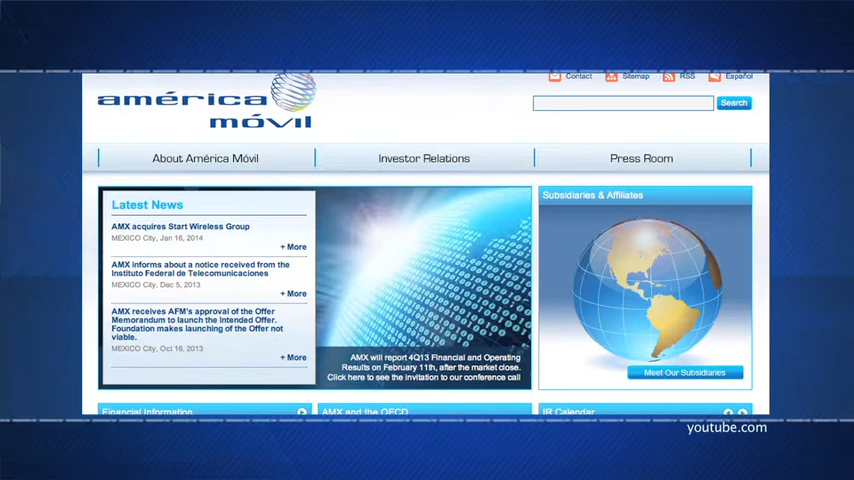 Contact Sitemap RSS Español
américa
móvil
Search
About América Móvil Investor Relations Press Room
Latest News
AMX acquires Start Wireless Group
MEXICO City, Jan 16, 2014
+ More
AMX informs about a notice received from the
Instituto Federal de Telecomunicaciones
MEXICO City, Dec 5, 2013
+ More
AMX receives AFM's approval of the Offer
Memorandum to launch the Intended Offer.
Foundation makes launching of the Offer not
viable.
MEXICO City, Oct 16, 2013
+ More
AMX will report 4Q13 Financial and Operating
Results on February 11th, after the market close.
Click here to see the invitation to our conference call
Subsidiaries & Affiliates
Meet Our Subsidiaries
Financial Information AMX and the OECD IR Calendar
youtube.com